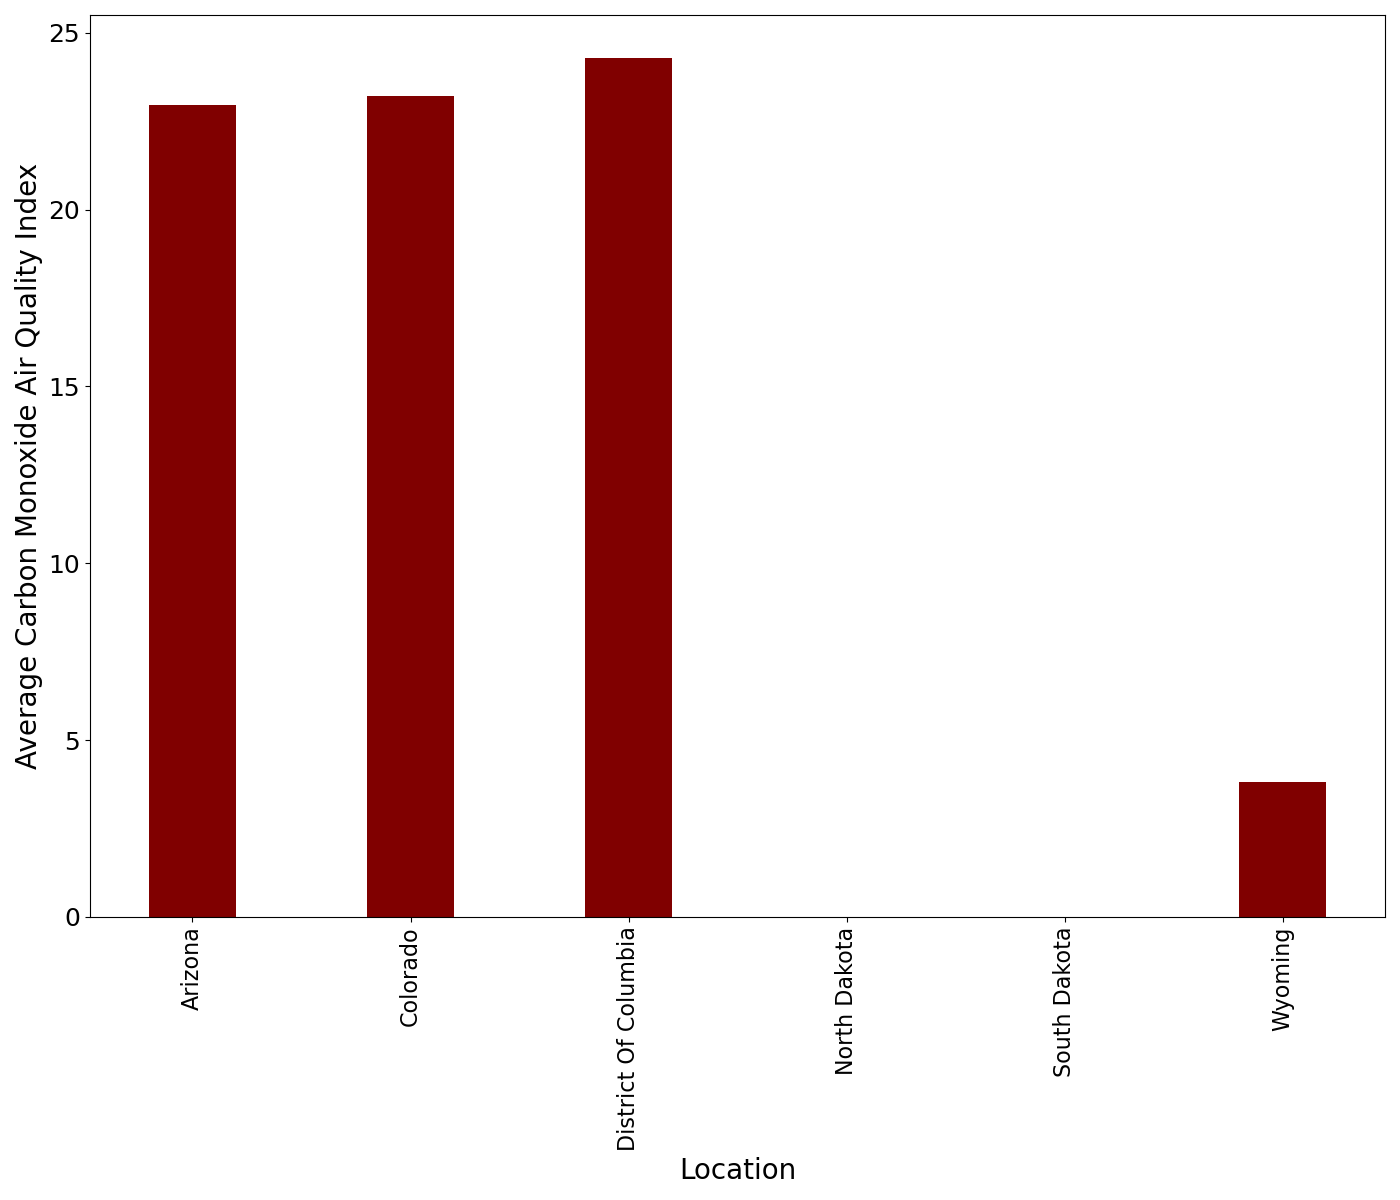 Average Carbon Monoxide Air Quality Index
25
20
15
10
5
0
Arizona
Colorado
District Of Columbia
North Dakota
South Dakota
Wyoming
Location